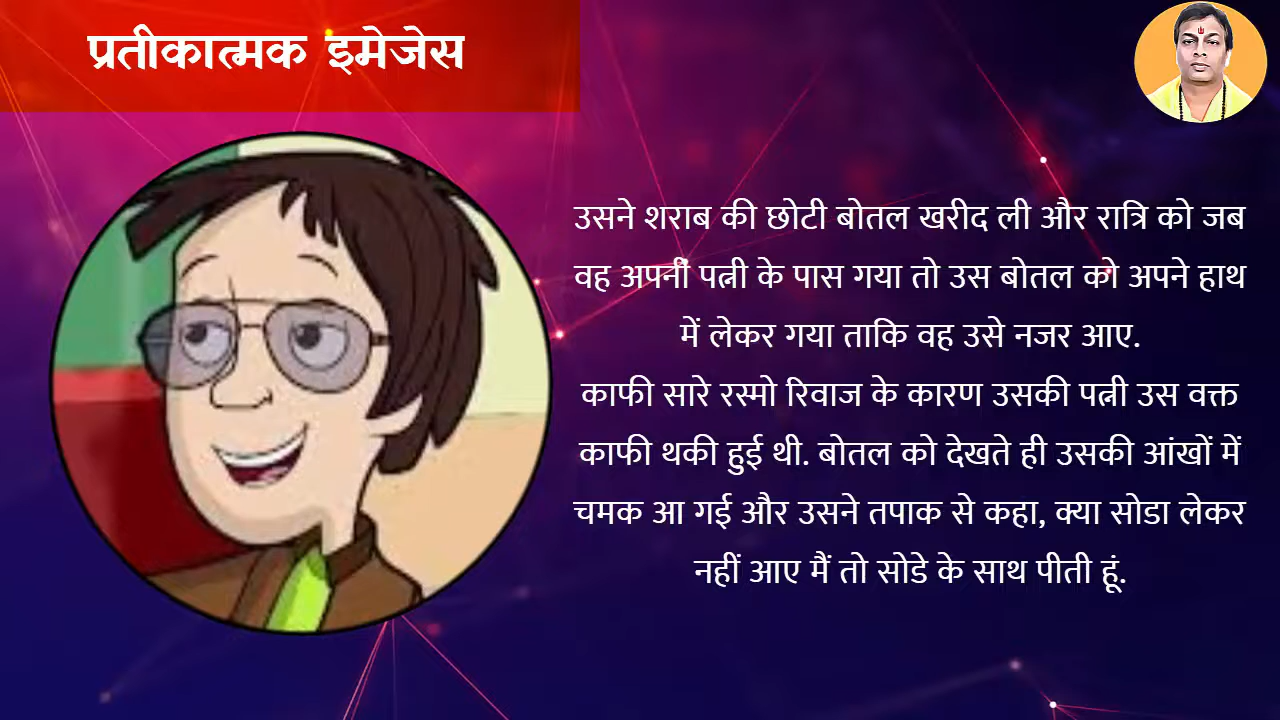 प्रतीकात्मक इमेजेस
उसने शराब की छोटी बोतल खरीद ली और रात्रि को जब
वह अपनी पत्नी के पास गया तो उस बोतल को अपने हाथ
में लेकर गया ताकि वह उसे नजर आए.
काफी सारे रस्मो रिवाज के कारण उसकी पत्नी उस वक्त
काफी थकी हुई थी. बोतल को देखते ही उसकी आंखों में
चमक आ गई और उसने तपाक से कहा, क्या सोडा लेकर
नहीं आए मैं तो सोडे के साथ पीती हूं.